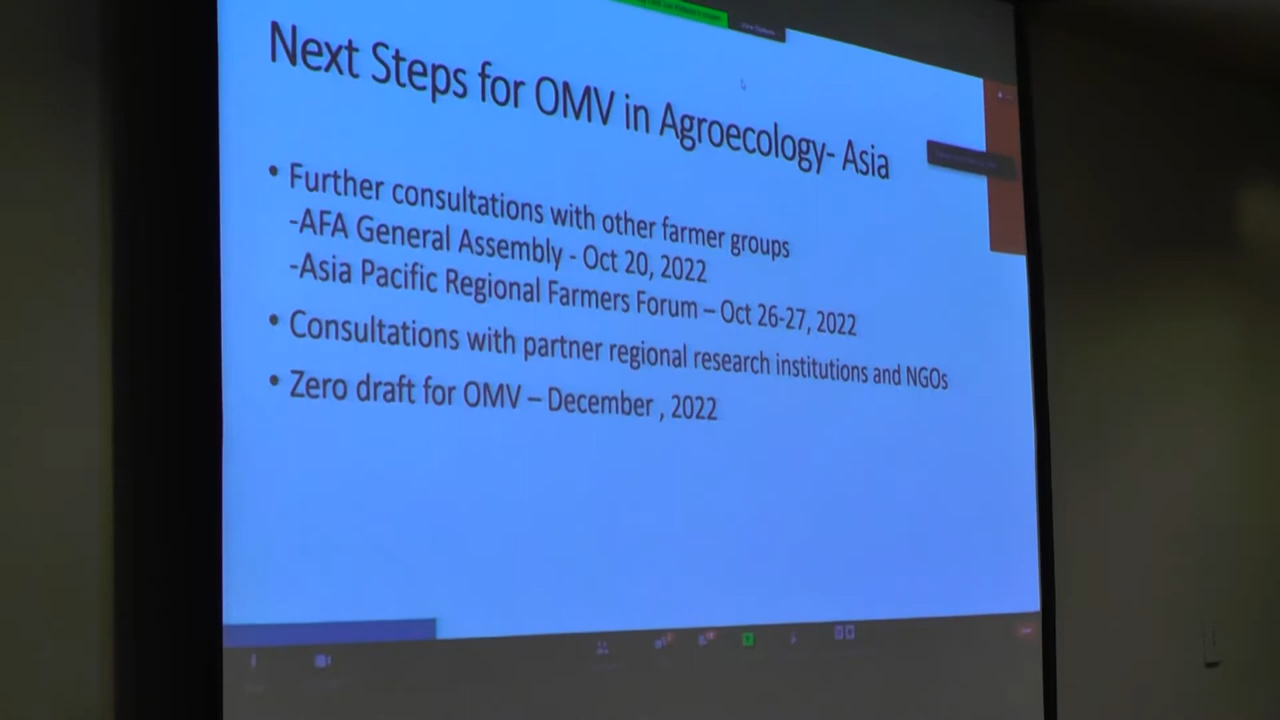 Next Steps for OMV in Agroecology- Asia
• Further consultations with other farmer groups
-AFA General Assembly - Oct 20, 2022
-Asia Pacific Regional Farmers Forum – Oct 26-27, 2022
• Consultations with partner regional research institutions and NGOs
• Zero draft for OMV – December , 2022